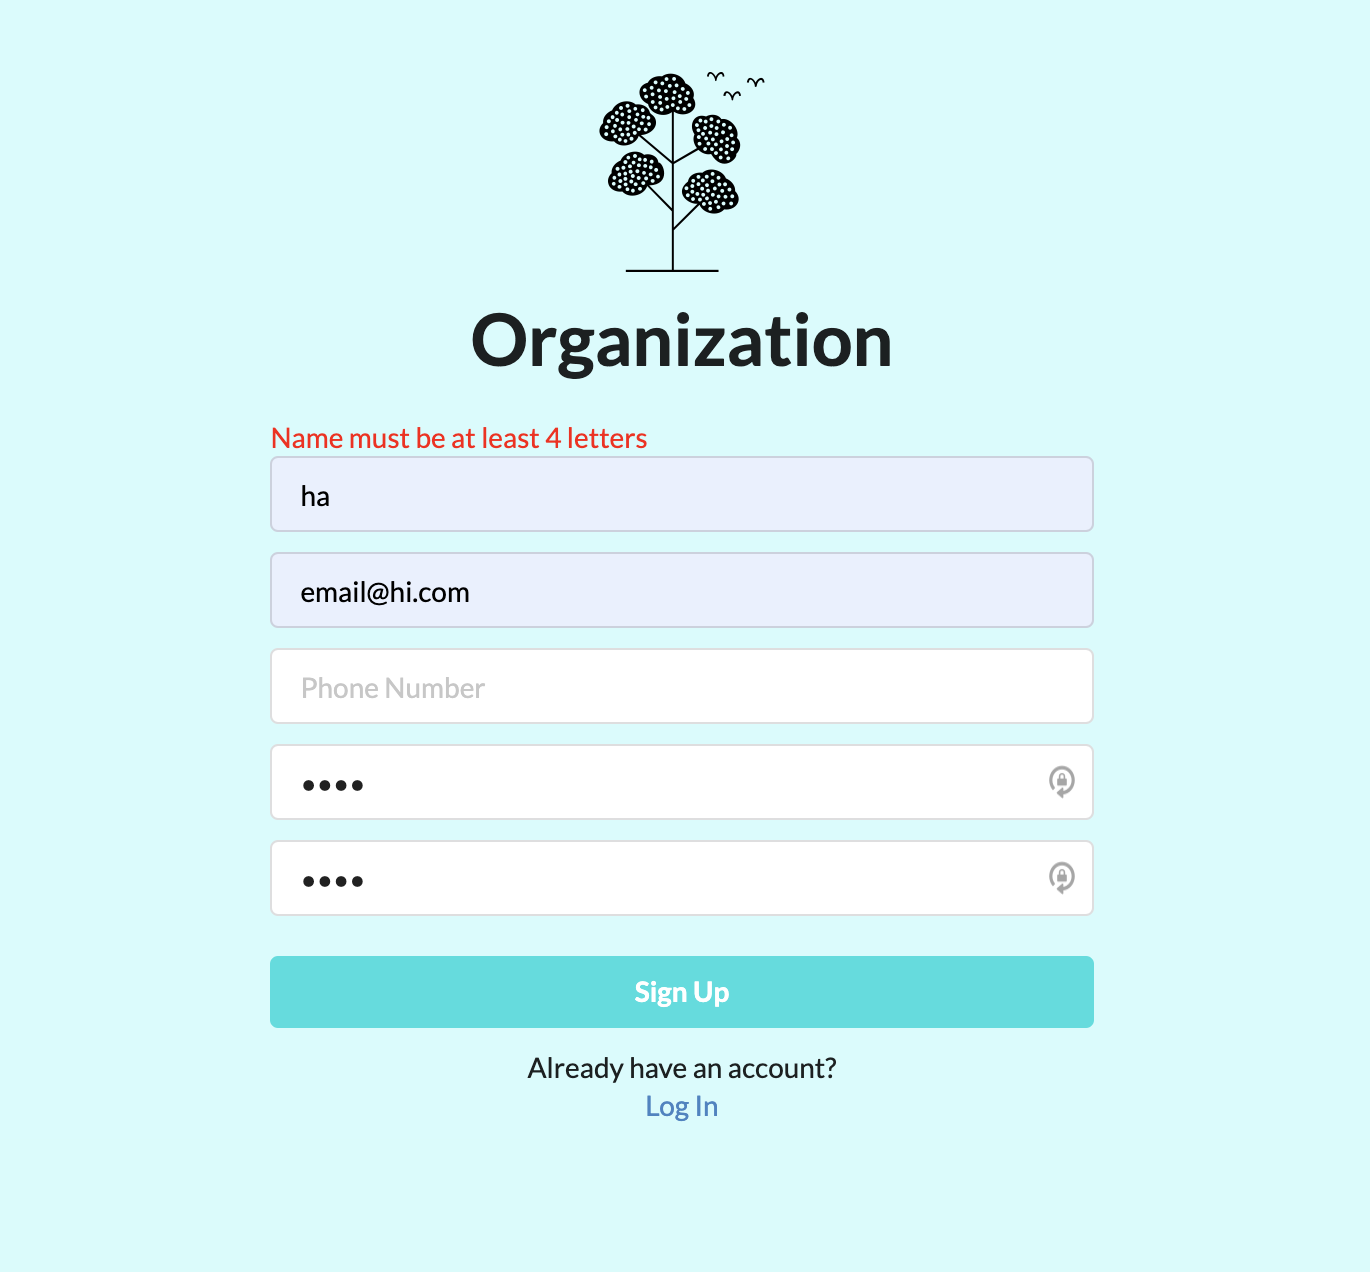 Organization
Name must be at least 4 letters
ha
email@hi.com
Phone Number
••••
••••
Sign Up
Already have an account?
Log In